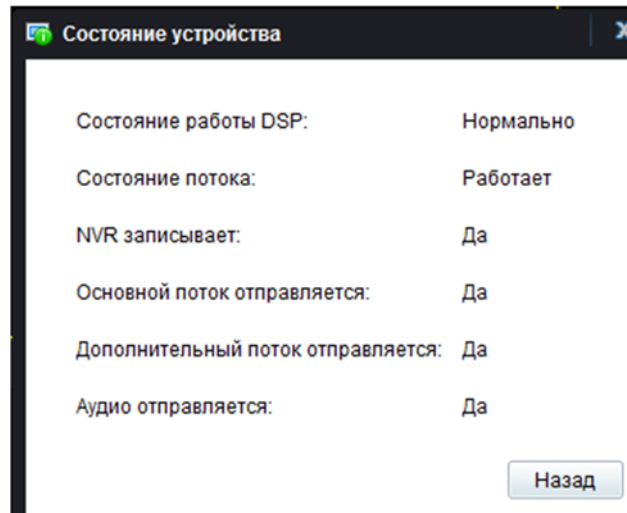 Состояние устройства
Состояние работы DSP: Нормально
Состояние потока: Работает
NVR записывает: Да
Основной поток отправляется: Да
Дополнительный поток отправляется: Да
Аудио отправляется: Да
Назад